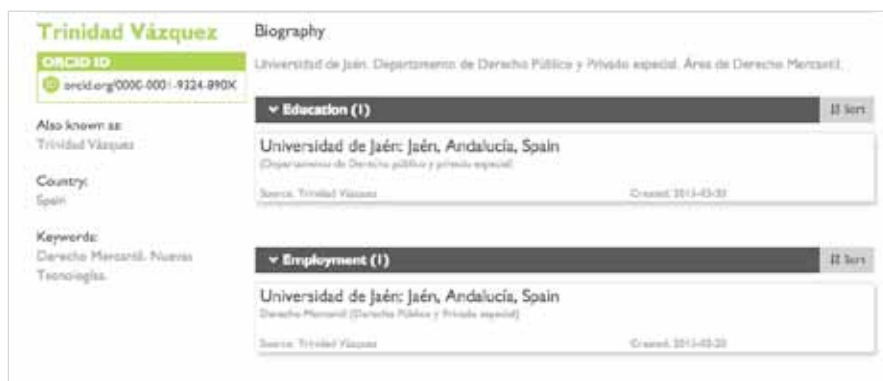 Trinidad Vázquez
ORCID ID
iD orcid.org/0000-0001-9324-890X
Also known as:
Trinidad Vázquez
Country:
Spain
Keywords:
Derecho Mercantil. Nuevas
Tecnologías.
Biography
Universidad de Jaén. Departamento de Derecho Público y Privado especial. Área de Derecho Mercantil.
Education (1)
Sort
Universidad de Jaén: Jaén, Andalucía, Spain
(Departamento de Derecho público y privado especial)
Source: Trinidad Vázquez Created:
Employment (1)
Sort
Universidad de Jaén: Jaén, Andalucía, Spain
Derecho Mercantil (Derecho Público y Privado especial)
Source: Trinidad Vázquez Created: